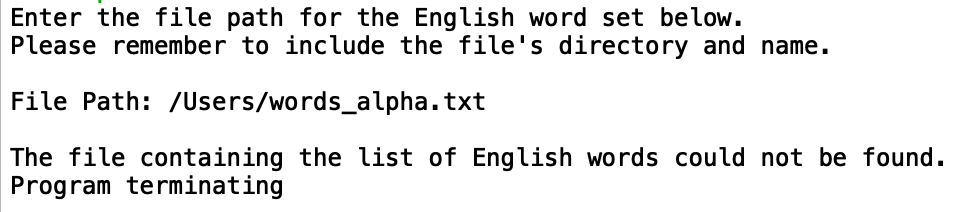 Enter the file path for the English word set below.
Please remember to include the file's directory and name.
File Path: /Users/words_alpha.txt
The file containing the list of English words could not be found.
Program terminating